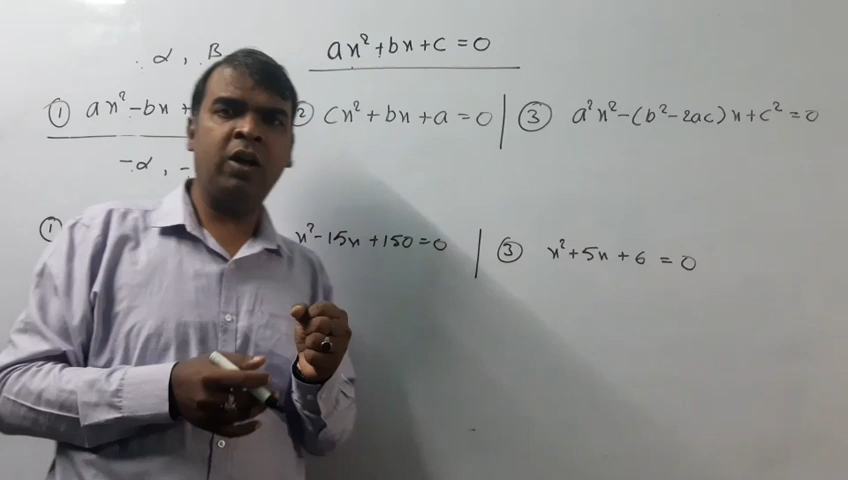 α , β
ax² + bx + c = 0
① ax² - bx +
② cx² + bx + a = 0
③ a²x² - (b² - 2ac)x + c² = 0
-α , -
①
x² - 15x + 150 = 0
③ x² + 5x + 6 = 0